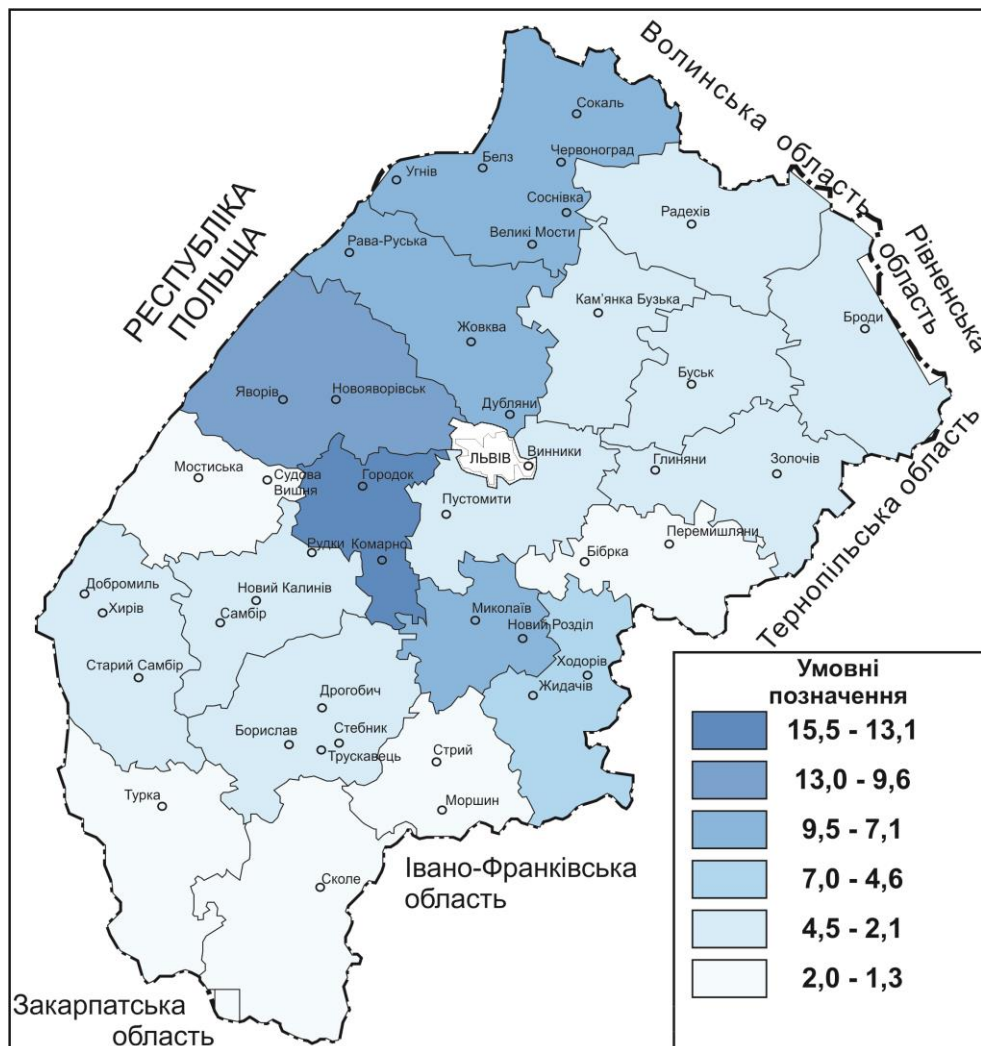 Волинська область
Рівненська
область
РЕСПУБЛІКА
ПОЛЬЩА
Сокаль
Червоноград
Белз
Угнів
Соснівка
Радехів
Великі Мости
Рава-Руська
Кам’янка Бузька
Броди
Жовква
Буськ
Яворів
Новояворівськ
Дубляни
ЛЬВІВ
Винники
Глиняни
Золочів
Мостиська
Судова
Вишня
Городок
Пустомити
Тернопільська область
Рудки
Комарно
Бібрка
Перемишляни
Добромиль
Хирів
Новий Калинів
Самбір
Миколаїв
Новий Розділ
Ходорів
Жидачів
Старий Самбір
Дрогобич
Борислав
Стебник
Трускавець
Стрий
Моршин
Турка
Сколе
Івано-Франківська
область
Закарпатська
область
Умовні
позначення
15,5 - 13,1
13,0 - 9,6
9,5 - 7,1
7,0 - 4,6
4,5 - 2,1
2,0 - 1,3